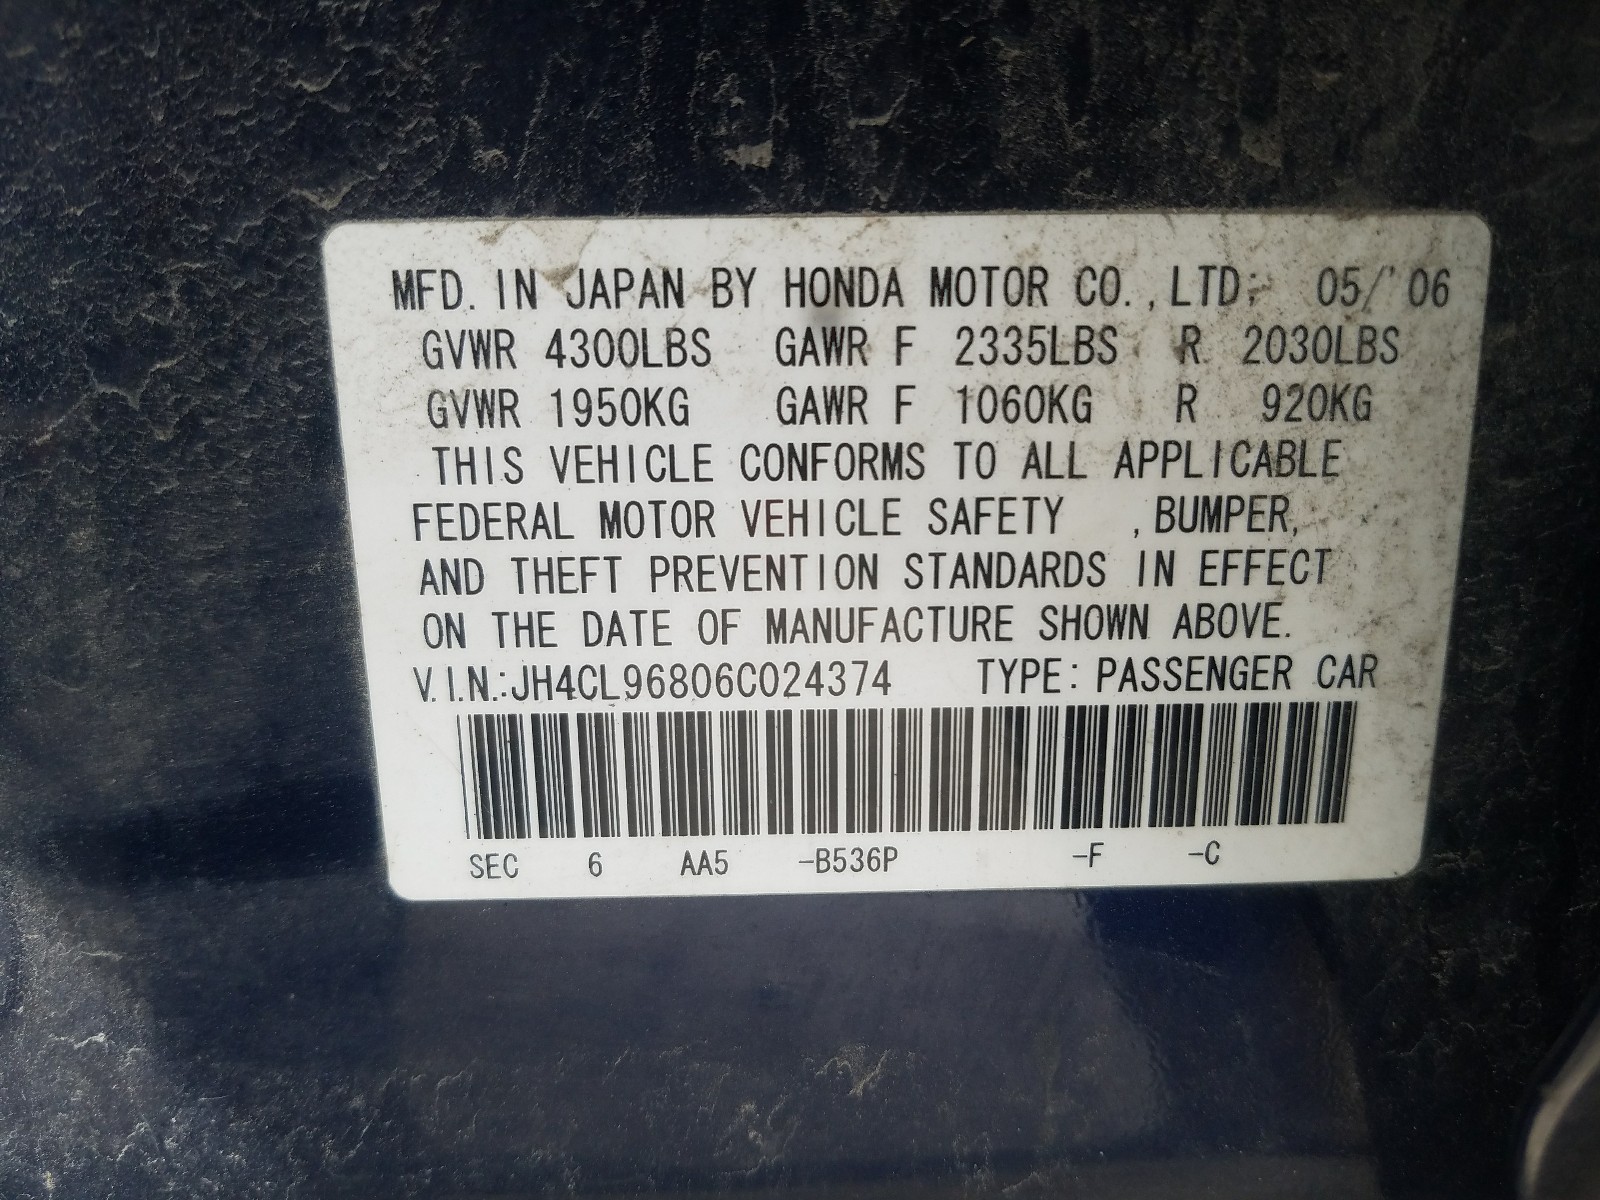 MFD. IN JAPAN BY HONDA MOTOR CO.,LTD; 05/'06
GVWR 4300LBS GAWR F 2335LBS R 2030LBS
GVWR 1950KG GAWR F 1060KG R 920KG
THIS VEHICLE CONFORMS TO ALL APPLICABLE
FEDERAL MOTOR VEHICLE SAFETY ,BUMPER,
AND THEFT PREVENTION STANDARDS IN EFFECT
ON THE DATE OF MANUFACTURE SHOWN ABOVE.
V.I.N.:JH4CL96806C024374 TYPE: PASSENGER CAR
SEC 6 AA5 -B536P -F -C